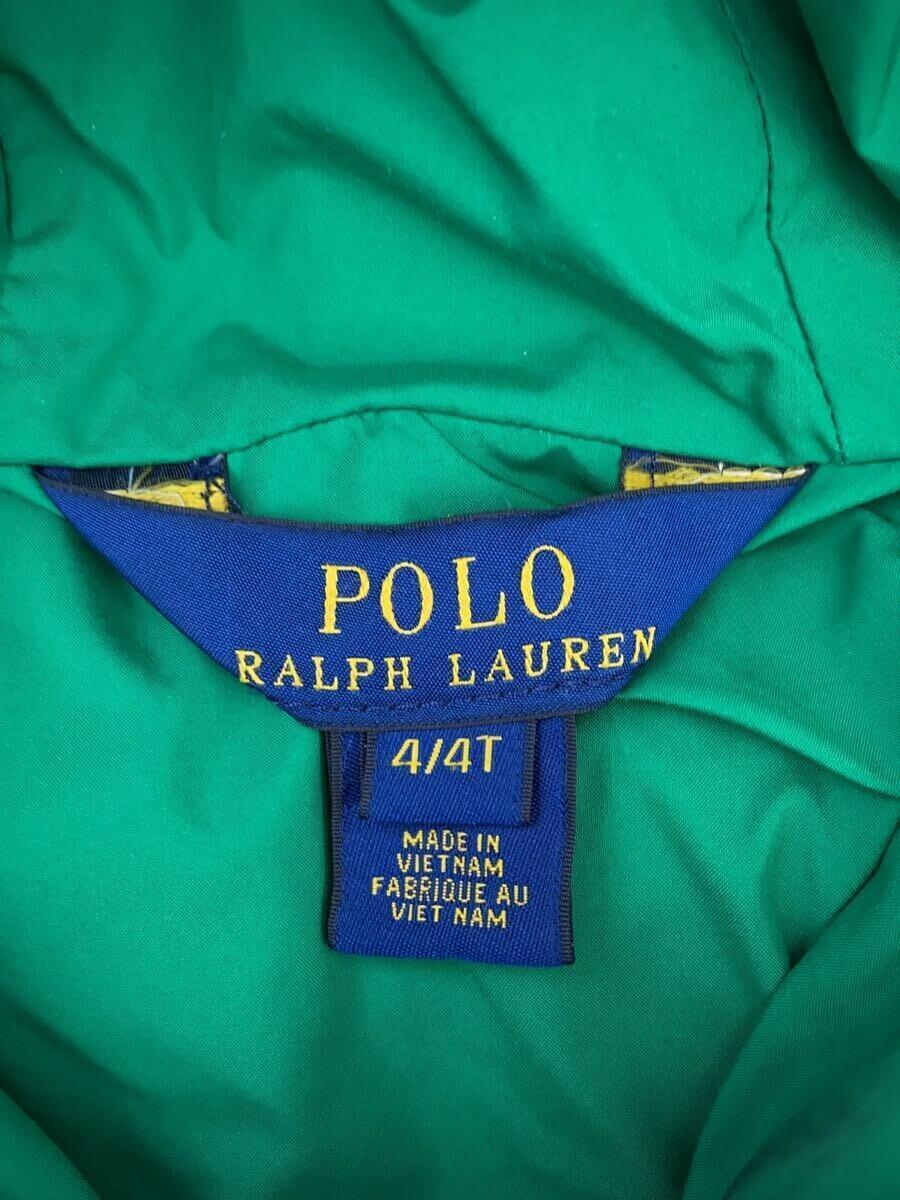 POLO
RALPH LAUREN
4/4T
MADE IN
VIETNAM
FABRIQUE AU
VIET NAM